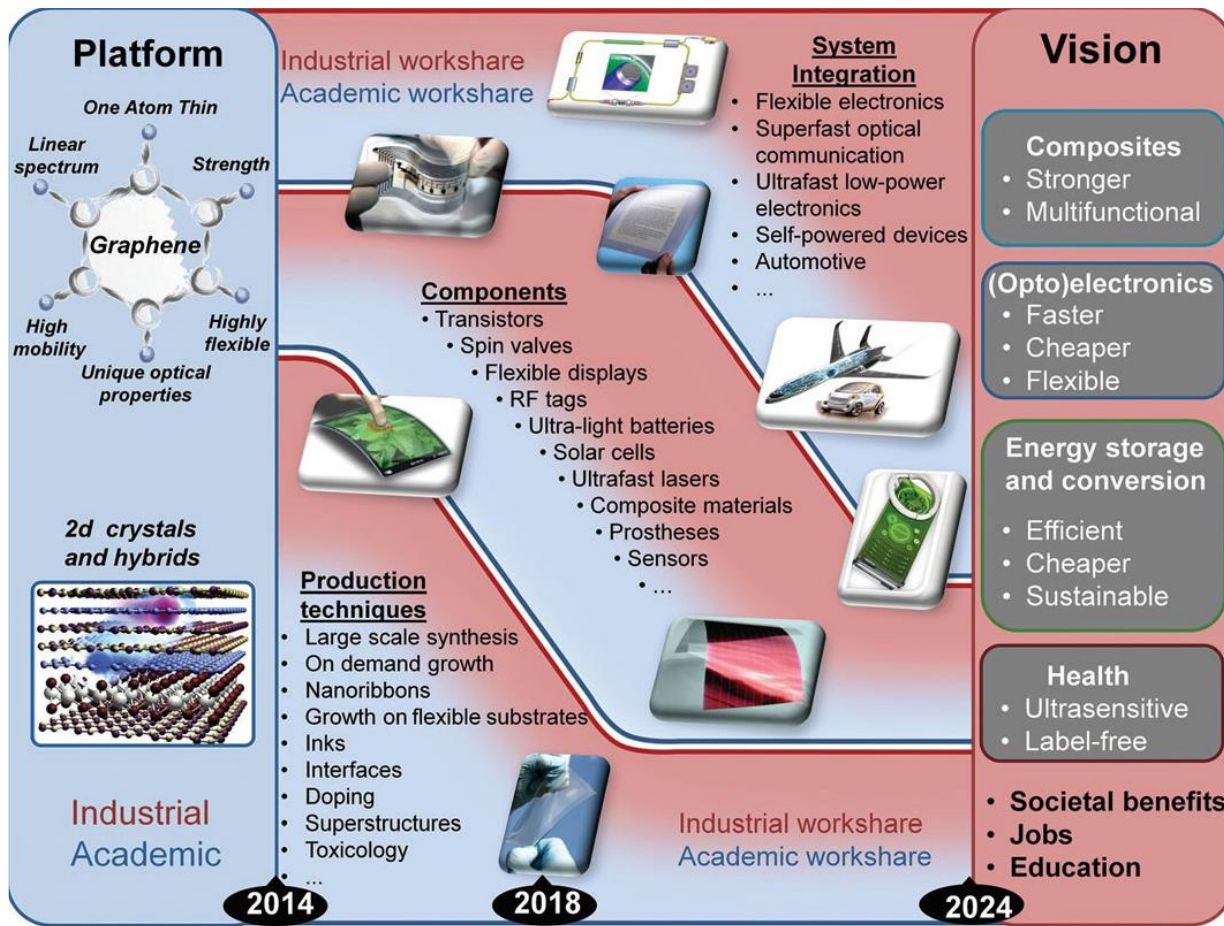 Platform
One Atom Thin
Linear
spectrum
Strength
Graphene
High
mobility
Highly
flexible
Unique optical
properties
2d crystals
and hybrids
Industrial
Academic
Industrial workshare
Academic workshare
System
Integration
• Flexible electronics
• Superfast optical
communication
• Ultrafast low-power
electronics
• Self-powered devices
• Automotive
• ...
Components
• Transistors
• Spin valves
• Flexible displays
• RF tags
• Ultra-light batteries
• Solar cells
• Ultrafast lasers
• Composite materials
• Prostheses
• Sensors
• ...
Production
techniques
• Large scale synthesis
• On demand growth
• Nanoribbons
• Growth on flexible substrates
• Inks
• Interfaces
• Doping
• Superstructures
• Toxicology
• ...
Industrial workshare
Academic workshare
Vision
Composites
• Stronger
• Multifunctional
(Opto)electronics
• Faster
• Cheaper
• Flexible
Energy storage
and conversion
• Efficient
• Cheaper
• Sustainable
Health
• Ultrasensitive
• Label-free
• Societal benefits
• Jobs
• Education
2014
2018
2024